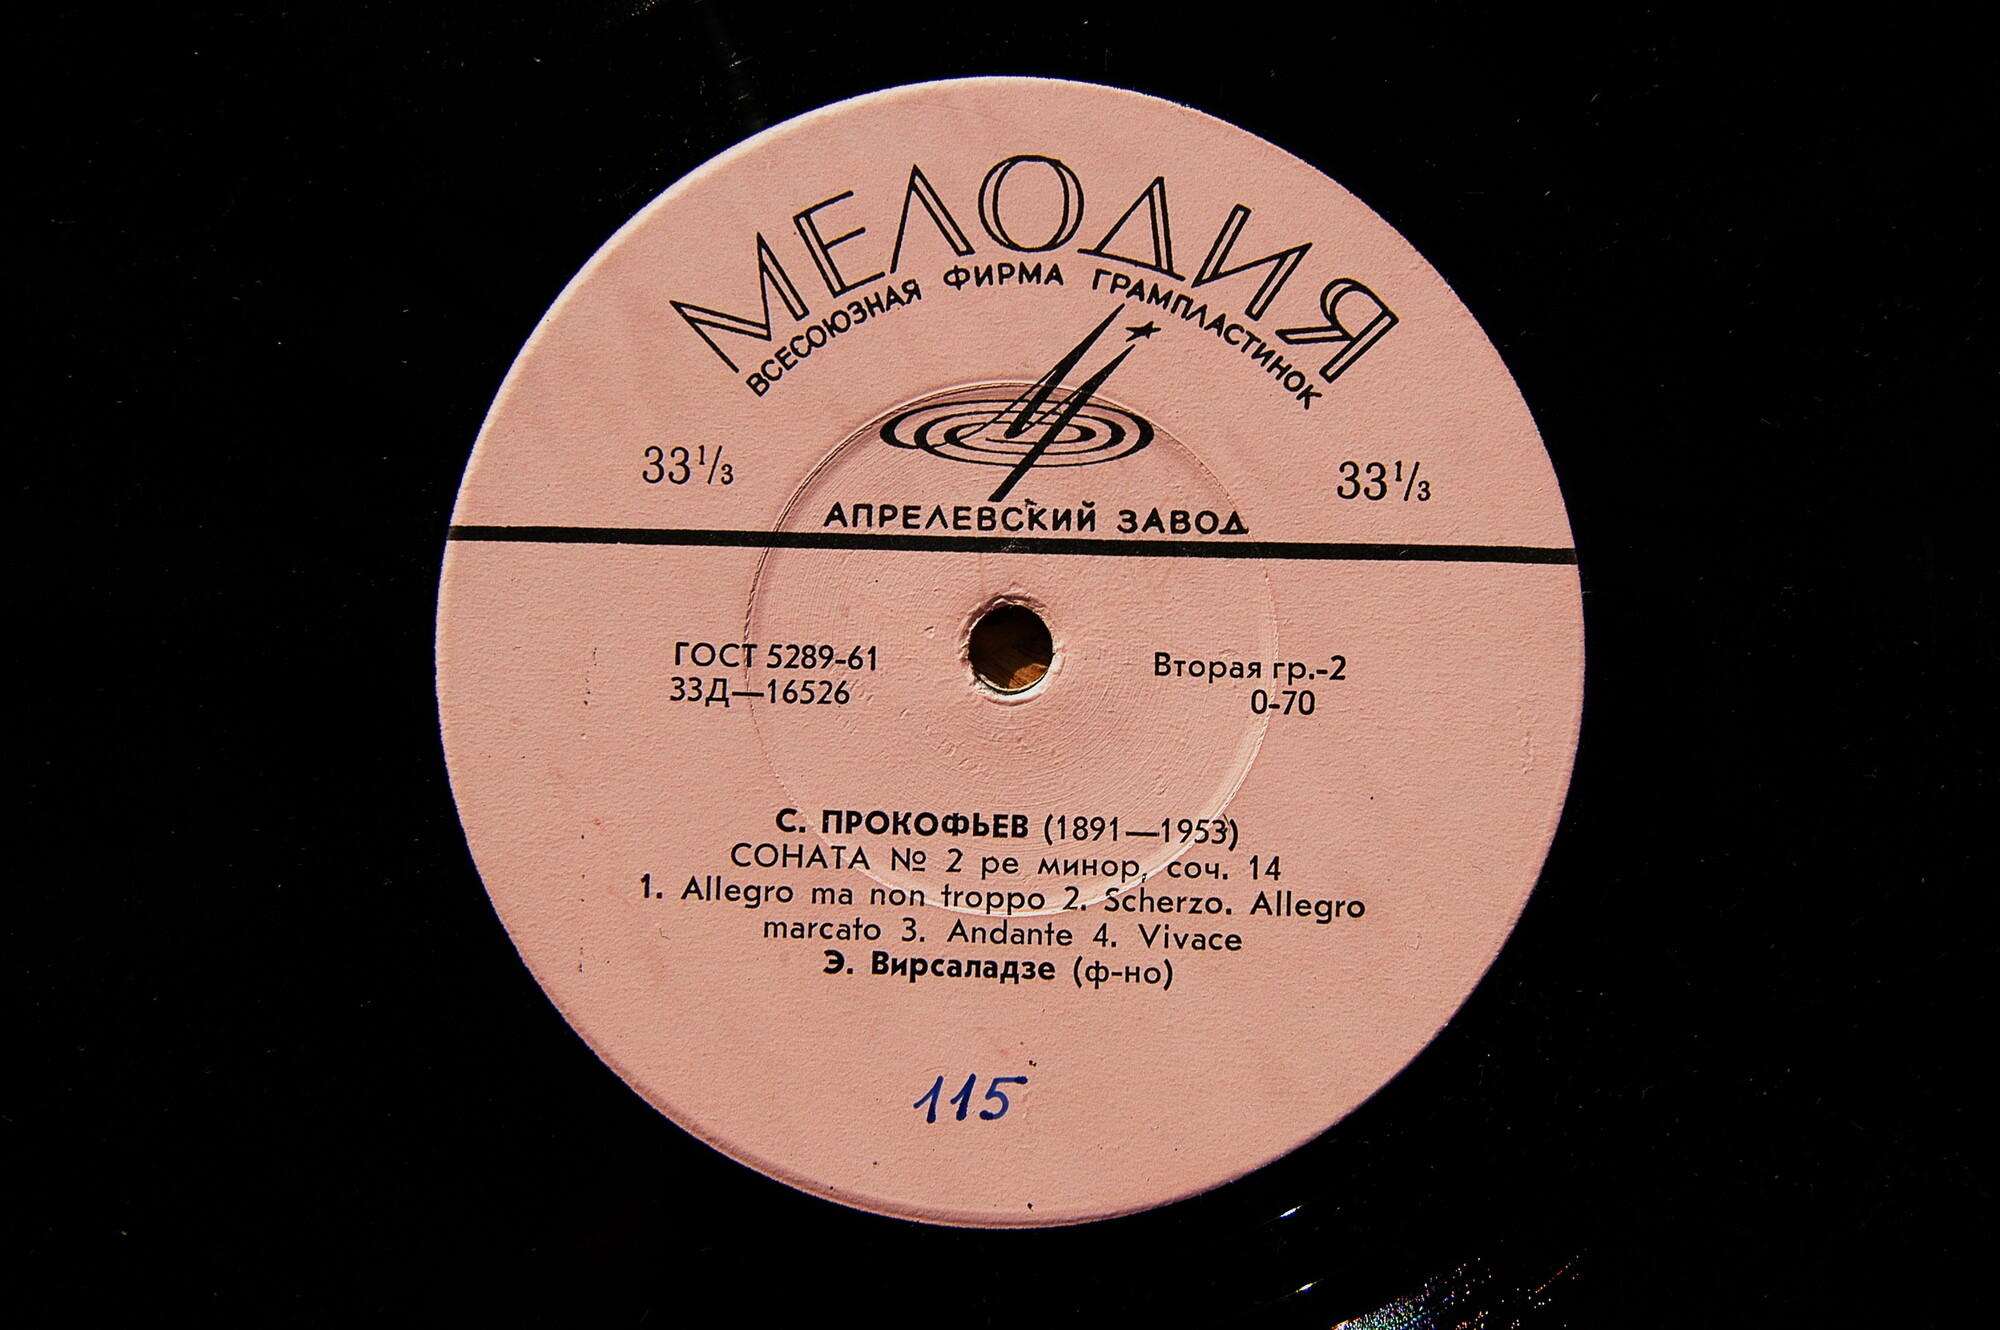 МЕЛОДИЯ
ВСЕСОЮЗНАЯ ФИРМА ГРАМПЛАСТИНОК
33⅓ 33⅓
АПРЕЛЕВСКИЙ ЗАВОД
ГОСТ 5289-61 Вторая гр.-2
33Д—16526 0-70
С. ПРОКОФЬЕВ (1891—1953)
СОНАТА № 2 ре минор, соч. 14
1. Allegro ma non troppo 2. Scherzo. Allegro
marcato 3. Andante 4. Vivace
Э. Вирсаладзе (ф-но)
115